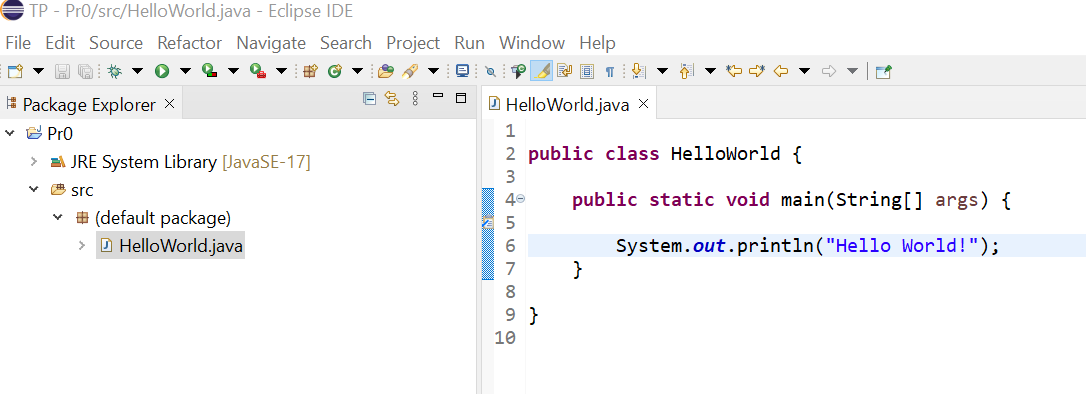 TP - Pr0/src/HelloWorld.java - Eclipse IDE
File Edit Source Refactor Navigate Search Project Run Window Help
Package Explorer
Pr0
JRE System Library [JavaSE-17]
src
(default package)
HelloWorld.java
HelloWorld.java
1
2 public class HelloWorld {
3
4 public static void main(String[] args) {
5
6 System.out.println("Hello World!");
7 }
8
9 }
10